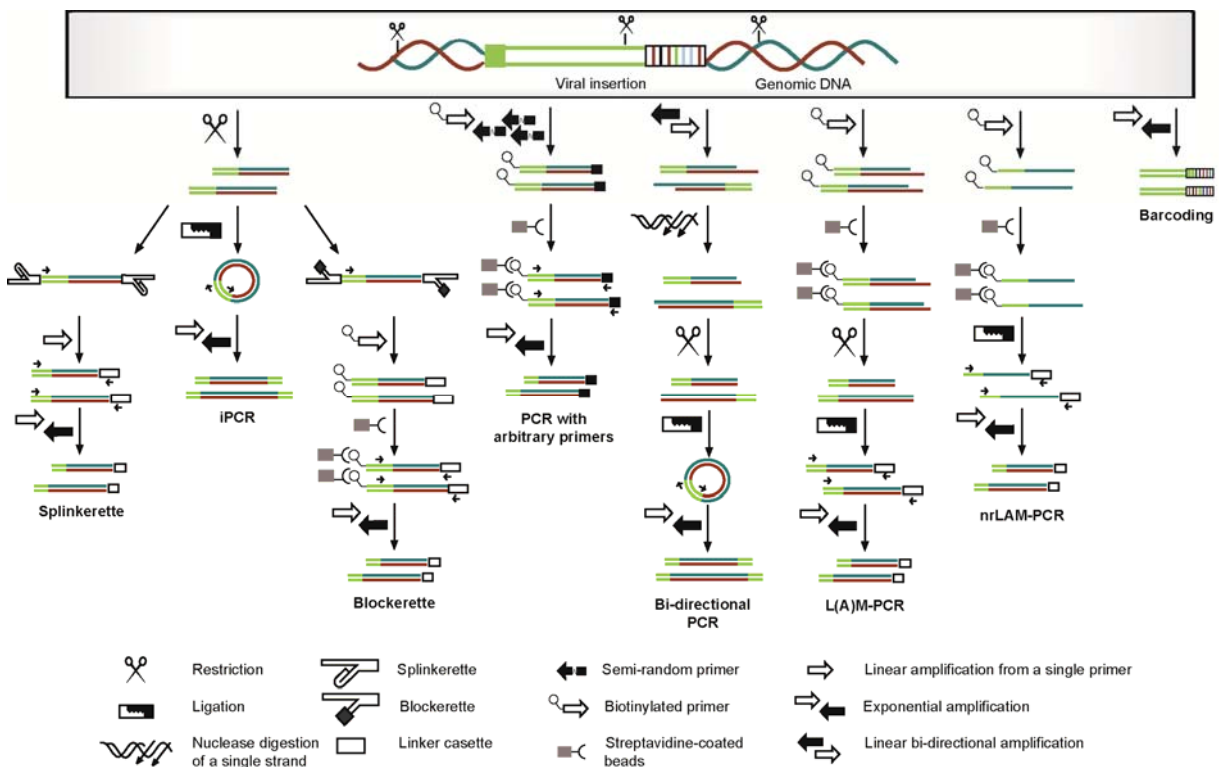 Viral insertion
Genomic DNA
Barcoding
iPCR
PCR with
arbitrary primers
Splinkerette
nrLAM-PCR
Blockerette
Bi-directional
PCR
L(A)M-PCR
Restriction
Splinkerette
Semi-random primer
Linear amplification from a single primer
Ligation
Blockerette
Biotinylated primer
Exponential amplification
Nuclease digestion
of a single strand
Linker casette
Streptavidine-coated
beads
Linear bi-directional amplification